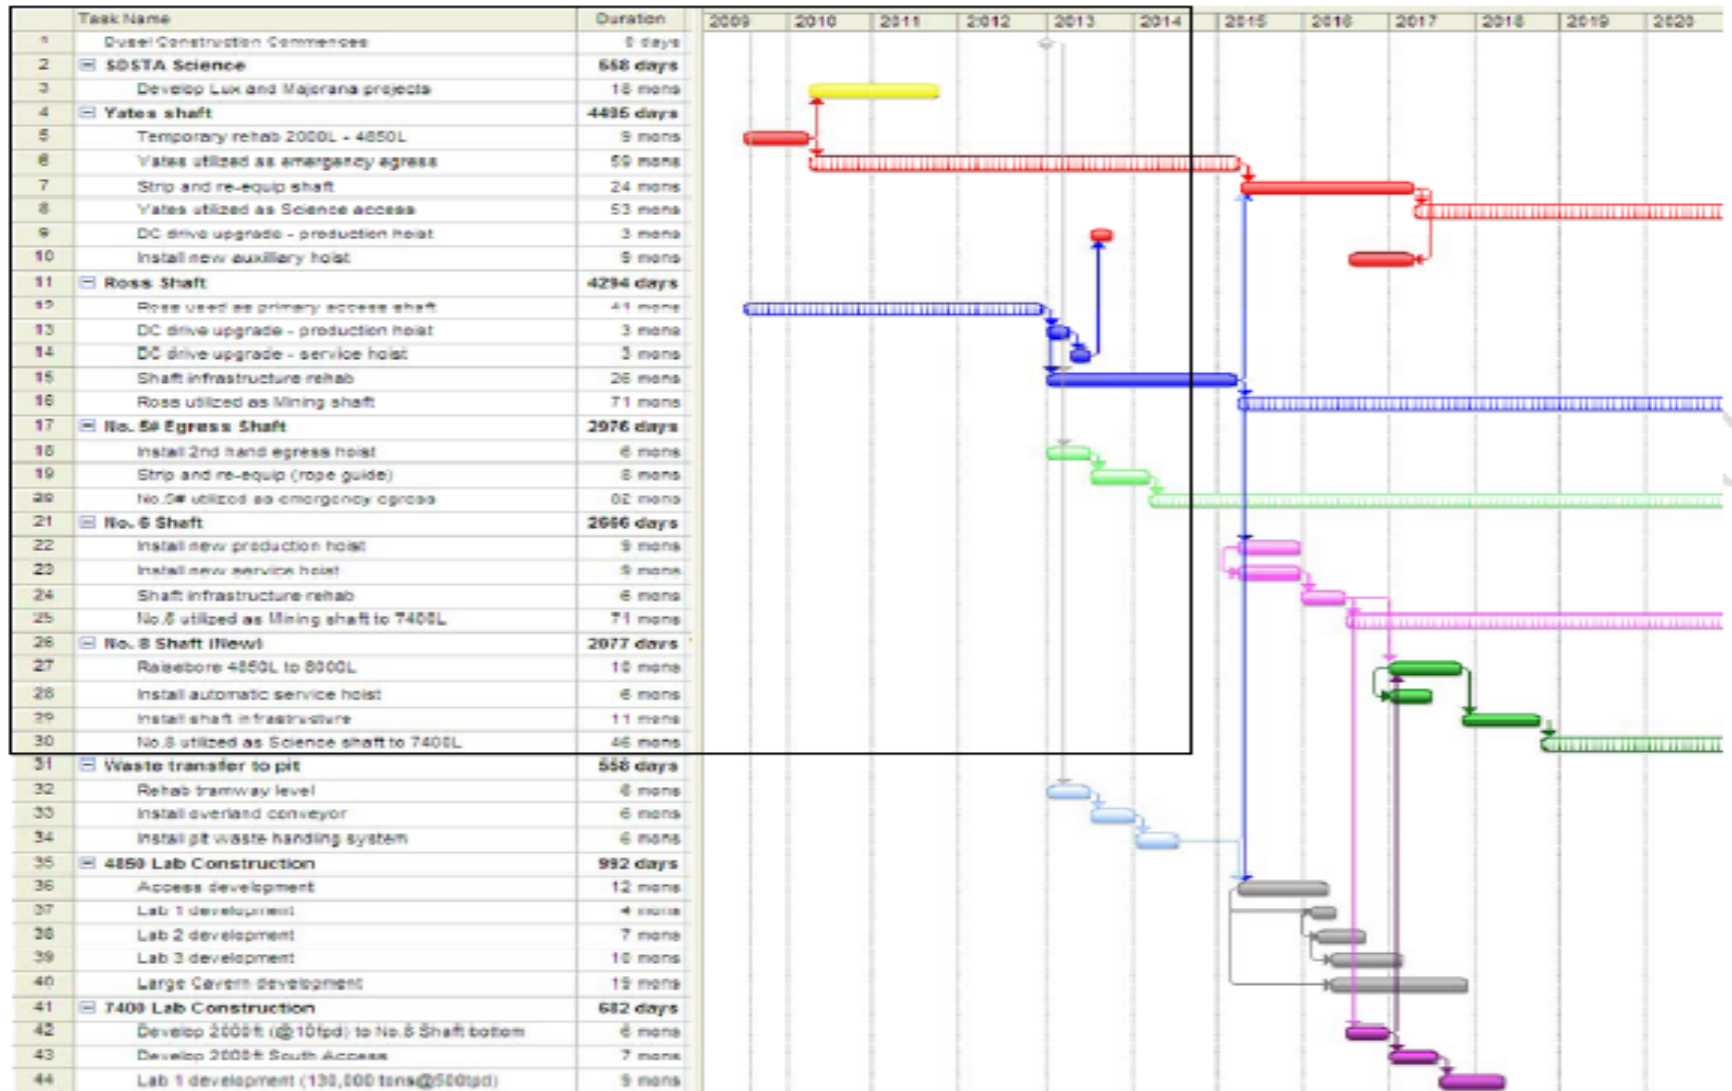 Task Name Duration 2009 2010 2011 2012 2013 2014 2015 2016 2017 2018 2019 2020
1 Dusel Construction Commences 0 days
2 SDSTA Science 558 days
3 Develop Lux and Majorana projects 18 mons
4 Yates shaft 4495 days
5 Temporary rehab 2000L - 4850L 9 mons
6 Yates utilized as emergency egress 59 mons
7 Strip and re-equip shaft 24 mons
8 Yates utilized as Science access 53 mons
9 DC drive upgrade - production hoist 3 mons
10 Install new auxilliary hoist 9 mons
11 Ross Shaft 4294 days
12 Ross used as primary access shaft 41 mons
13 DC drive upgrade - production hoist 3 mons
14 DC drive upgrade - service hoist 3 mons
15 Shaft infrastructure rehab 26 mons
16 Ross utilized as Mining shaft 71 mons
17 No. 5# Egress Shaft 2976 days
18 Install 2nd hand egress hoist 6 mons
19 Strip and re-equip (rope guide) 8 mons
20 No.5# utilized as emergency egress 82 mons
21 No. 6 Shaft 2666 days
22 Install new production hoist 9 mons
23 Install new service hoist 9 mons
24 Shaft infrastructure rehab 6 mons
25 No.6 utilized as Mining shaft to 7400L 71 mons
26 No. 8 Shaft (New) 2077 days
27 Raisebore 4850L to 8000L 10 mons
28 Install automatic service hoist 6 mons
29 Install shaft infrastructure 11 mons
30 No.8 utilized as Science shaft to 7400L 46 mons
31 Waste transfer to pit 558 days
32 Rehab tramway level 6 mons
33 Install overland conveyor 6 mons
34 Install pit waste handling system 6 mons
35 4850 Lab Construction 992 days
36 Access development 12 mons
37 Lab 1 development 4 mons
38 Lab 2 development 7 mons
39 Lab 3 development 10 mons
40 Large Cavern development 19 mons
41 7400 Lab Construction 682 days
42 Develop 2000ft (@10fpd) to No.8 Shaft bottom 6 mons
43 Develop 2000ft South Access 7 mons
44 Lab 1 development (130,000 tons@500tpd) 9 mons